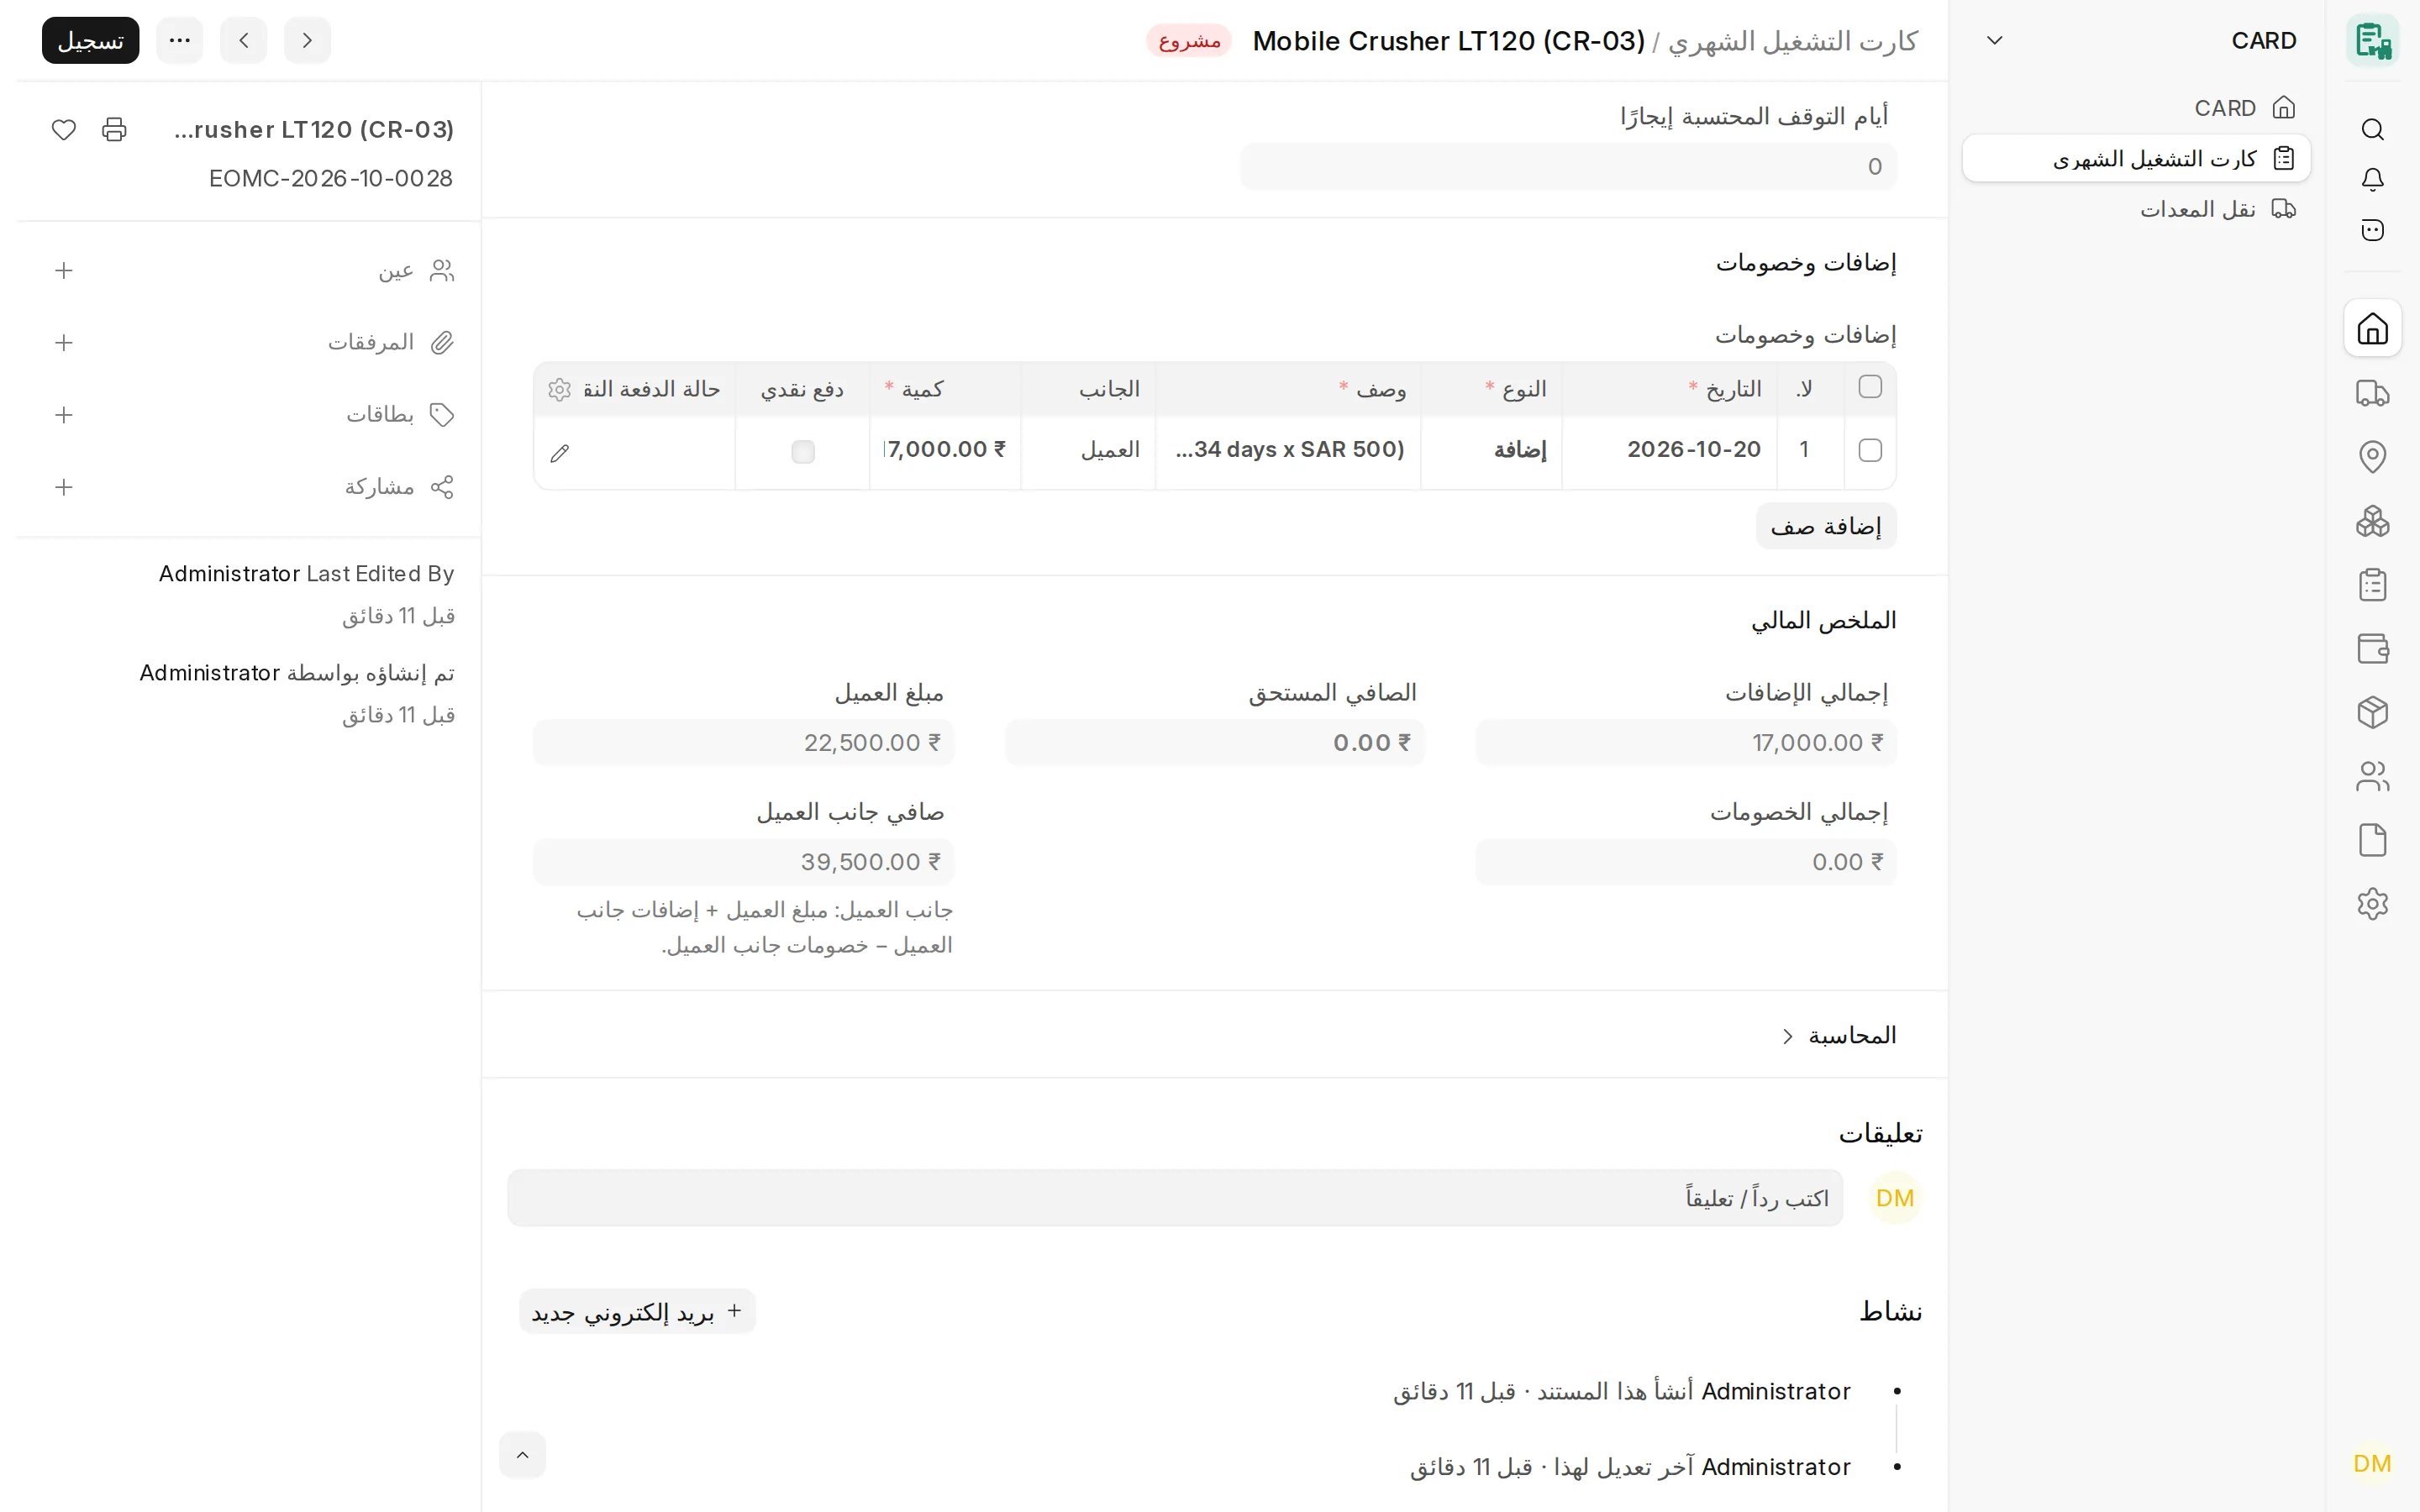 CARD
CARD
كارت التشغيل الشهري
نقل المعدات
DM
كارت التشغيل الشهري / Mobile Crusher LT120 (CR-03) مشروع
تسجيل
أيام التوقف المحتسبة إيجارًا
0
إضافات وخصومات
إضافات وخصومات
لا. التاريخ * النوع * وصف * الجانب كمية * دفع نقدي حالة الدفعة النق
1 2026-10-20 إضافة ...34 days x SAR 500) العميل 7,000.00 ₹
إضافة صف
الملخص المالي
إجمالي الإضافات
17,000.00 ₹
إجمالي الخصومات
0.00 ₹
الصافي المستحق
0.00 ₹
مبلغ العميل
22,500.00 ₹
صافي جانب العميل
39,500.00 ₹
جانب العميل: مبلغ العميل + إضافات جانب
العميل – خصومات جانب العميل.
المحاسبة
تعليقات
DM
اكتب رداً / تعليقاً
نشاط
+ بريد إلكتروني جديد
Administrator أنشأ هذا المستند · قبل 11 دقائق
Administrator آخر تعديل لهذا · قبل 11 دقائق
...rusher LT120 (CR-03)
EOMC-2026-10-0028
عين
المرفقات
بطاقات
مشاركة
Administrator Last Edited By
قبل 11 دقائق
تم إنشاؤه بواسطة Administrator
قبل 11 دقائق